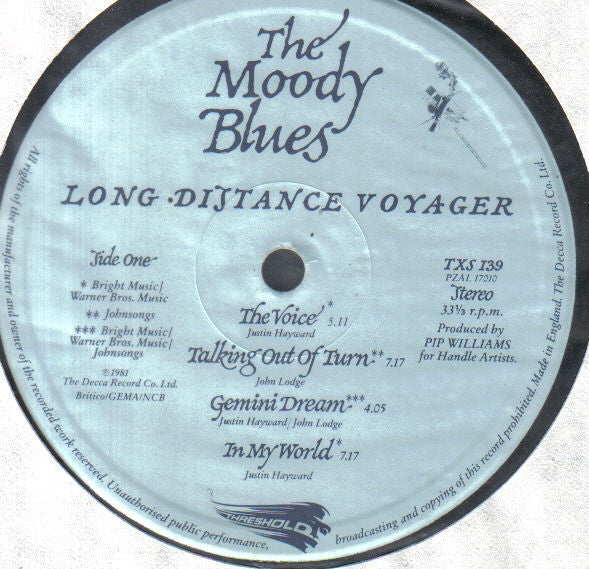 The
Moody
Blues
LONG · DISTANCE VOYAGER
Side One
* Bright Music/
Warner Bros. Music
** Johnsongs
*** Bright Music/
Warner Bros. Music/
Johnsongs
℗1981
The Decca Record Co. Ltd.
Britico/GEMA/NCB
TXS 139
PZAL 17010
Stereo
33⅓ r.p.m.
Produced by
PIP WILLIAMS
for Handle Artists.
The Voice* 5.11
Justin Hayward
Talking Out Of Turn** 7.17
John Lodge
Gemini Dream*** 4.05
Justin Hayward/John Lodge
In My World* 7.17
Justin Hayward
THRESHOLD
All rights of the manufacturer and owner of the recorded work reserved. Unauthorised public performance, broadcasting and copying of this record prohibited. Made in England. The Decca Record Co. Ltd.